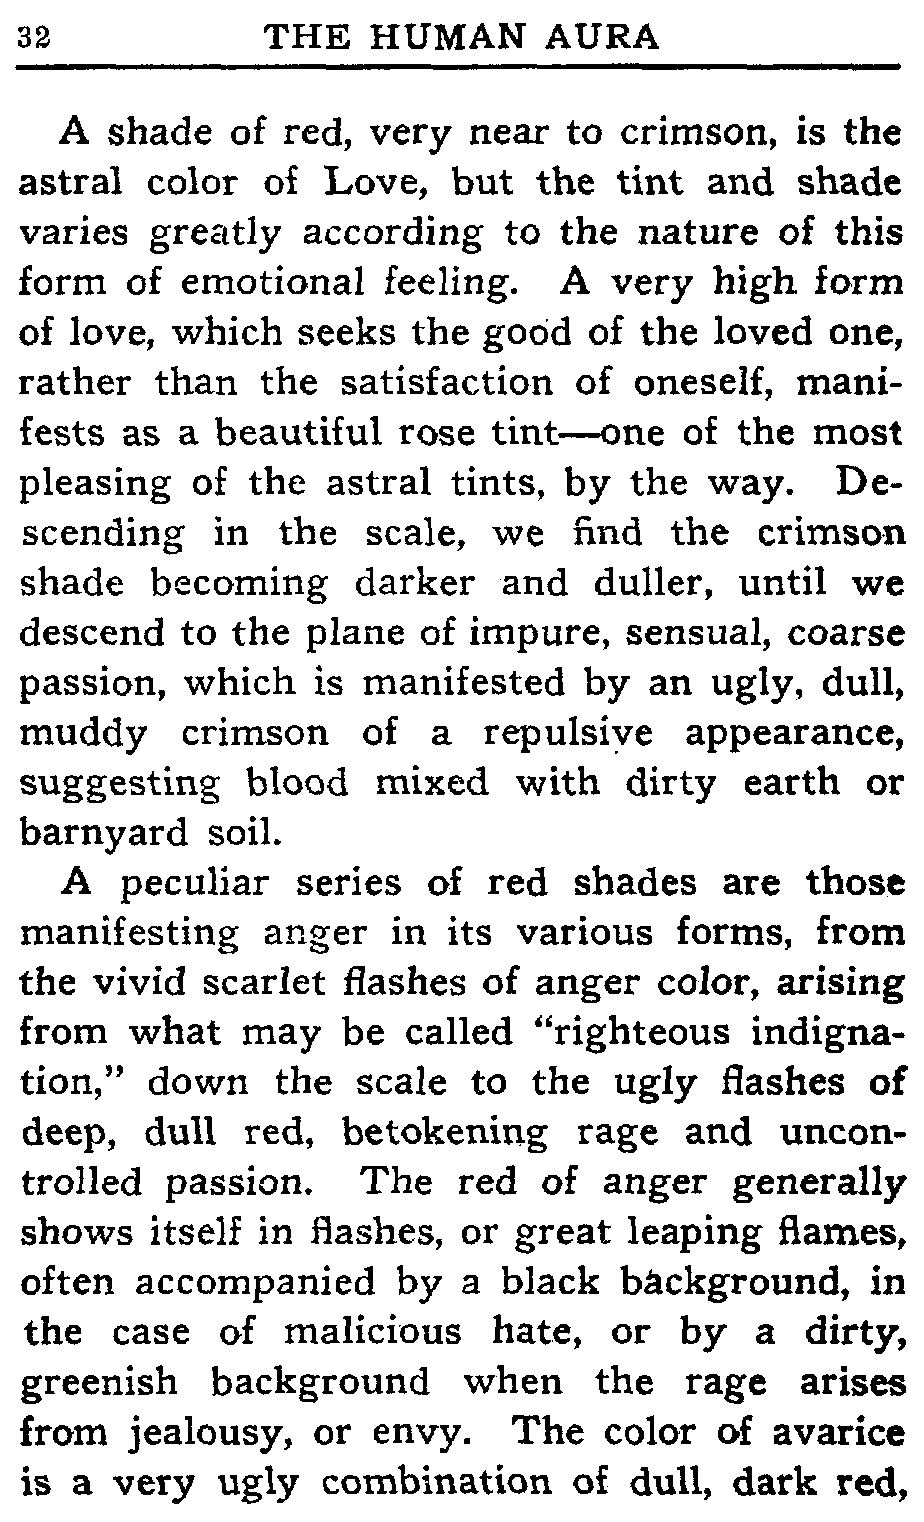 32 THE HUMAN AURA
A shade of red, very near to crimson, is the
astral color of Love, but the tint and shade
varies greatly according to the nature of this
form of emotional feeling. A very high form
of love, which seeks the good of the loved one,
rather than the satisfaction of oneself, mani-
fests as a beautiful rose tint—one of the most
pleasing of the astral tints, by the way. De-
scending in the scale, we find the crimson
shade becoming darker and duller, until we
descend to the plane of impure, sensual, coarse
passion, which is manifested by an ugly, dull,
muddy crimson of a repulsive appearance,
suggesting blood mixed with dirty earth or
barnyard soil.
A peculiar series of red shades are those
manifesting anger in its various forms, from
the vivid scarlet flashes of anger color, arising
from what may be called “righteous indigna-
tion,” down the scale to the ugly flashes of
deep, dull red, betokening rage and uncon-
trolled passion. The red of anger generally
shows itself in flashes, or great leaping flames,
often accompanied by a black background, in
the case of malicious hate, or by a dirty,
greenish background when the rage arises
from jealousy, or envy. The color of avarice
is a very ugly combination of dull, dark red,